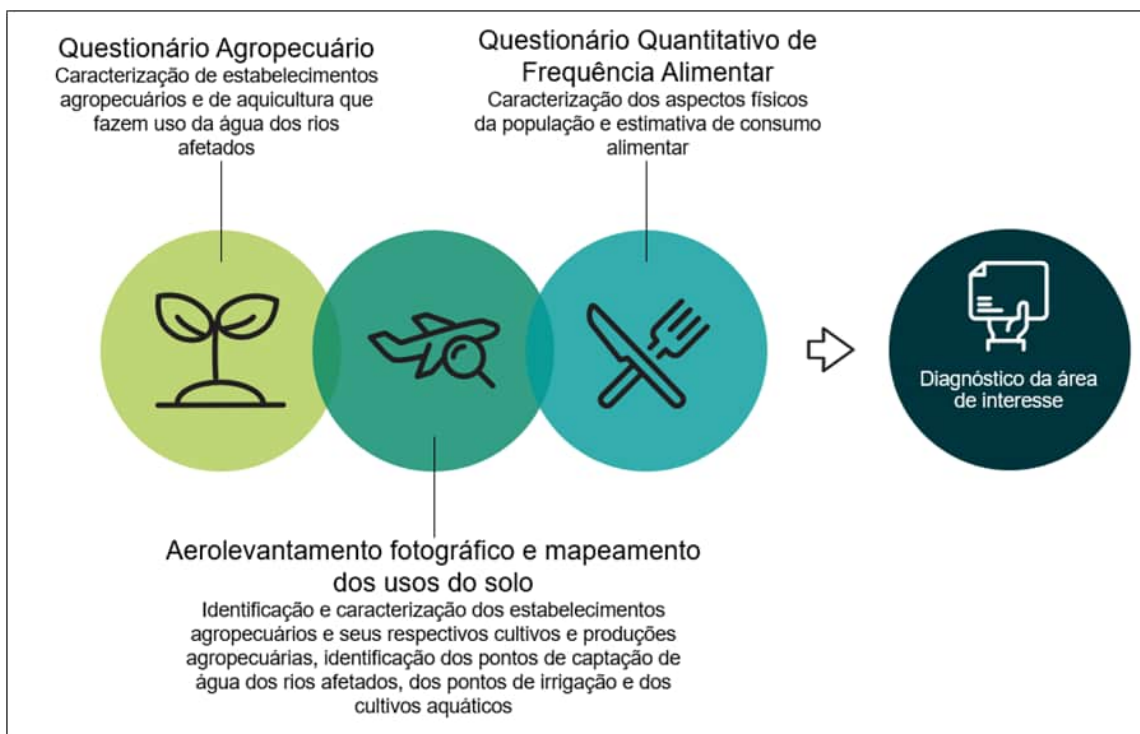 Questionário Agropecuário
Caracterização de estabelecimentos
agropecuários e de aquicultura que
fazem uso da água dos rios
afetados
Questionário Quantitativo de
Frequência Alimentar
Caracterização dos aspectos físicos
da população e estimativa de consumo
alimentar
Diagnóstico da área
de interesse
Aerolevantamento fotográfico e mapeamento
dos usos do solo
Identificação e caracterização dos estabelecimentos
agropecuários e seus respectivos cultivos e produções
agropecuárias, identificação dos pontos de captação de
água dos rios afetados, dos pontos de irrigação e dos
cultivos aquáticos